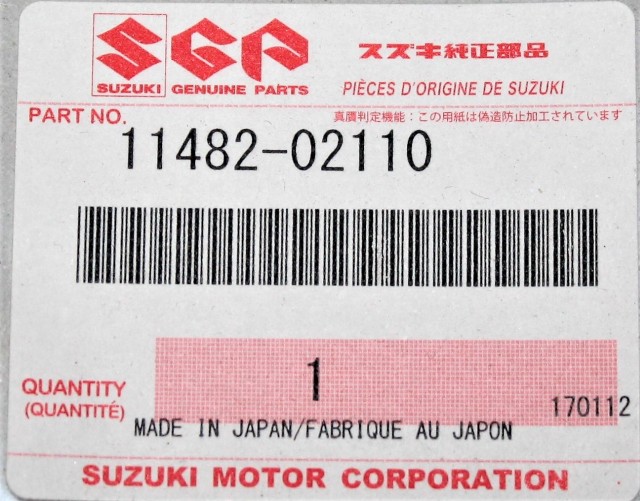 SGP
スズキ純正部品
SUZUKI GENUINE PARTS
PIÈCES D'ORIGINE DE SUZUKI
PART NO.
真贋判定機能：この用紙は偽造防止加工されています
11482-02110
1
QUANTITY
(QUANTITÉ)
170112
MADE IN JAPAN/FABRIQUE AU JAPON
SUZUKI MOTOR CORPORATION